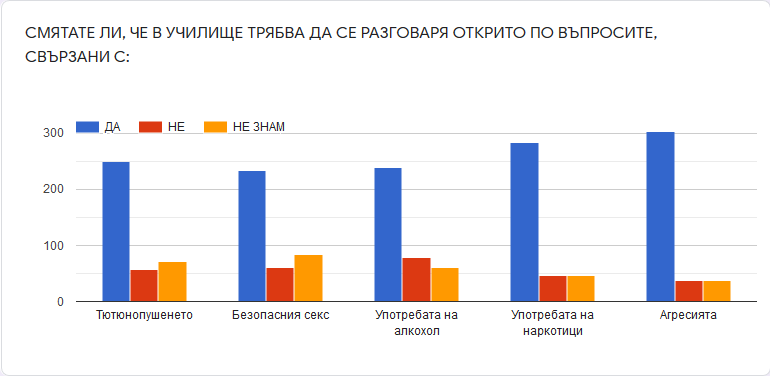 СМЯТАТЕ ЛИ, ЧЕ В УЧИЛИЩЕ ТРЯБВА ДА СЕ РАЗГОВАРЯ ОТКРИТО ПО ВЪПРОСИТЕ,
СВЪРЗАНИ С:
ДА НЕ НЕ ЗНАМ
300
200
100
0
Тютюнопушенето Безопасния секс Употребата на Употребата на Агресията
алкохол наркотици